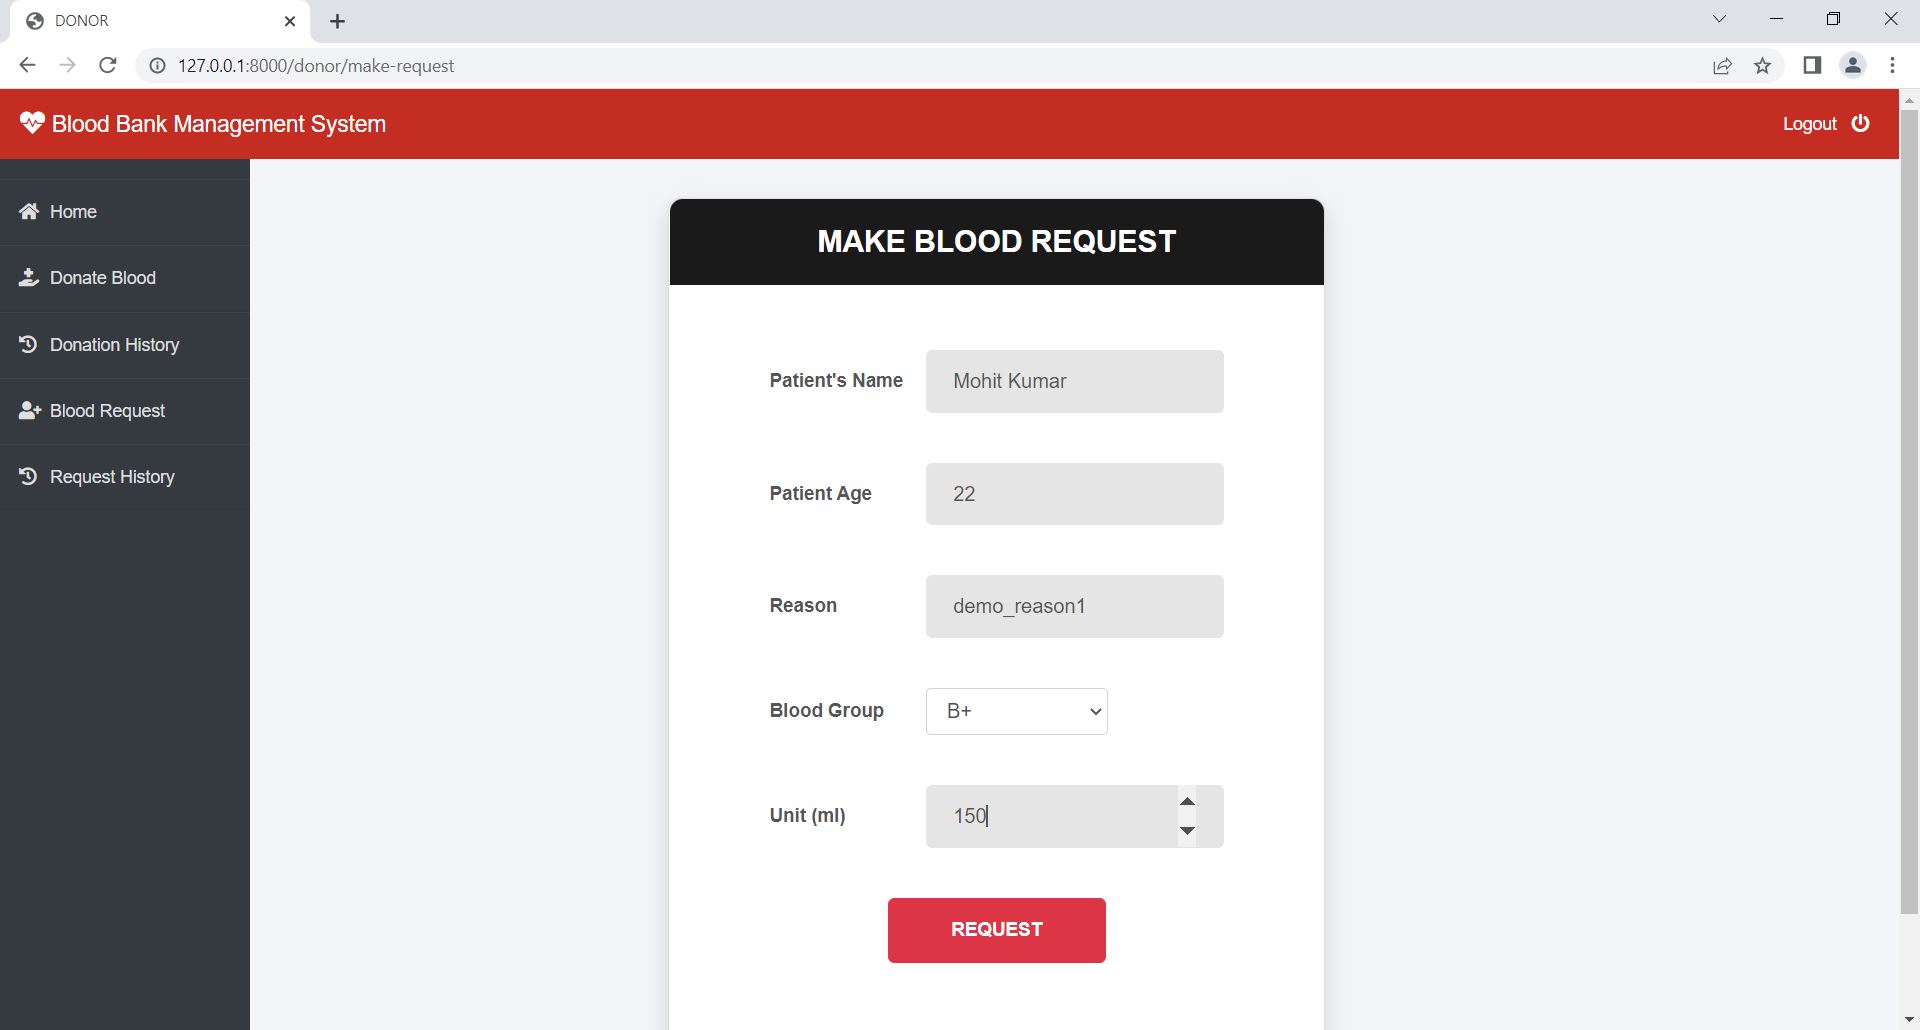 DONOR
127.0.0.1:8000/donor/make-request
Blood Bank Management System
Logout
Home
Donate Blood
Donation History
Blood Request
Request History
MAKE BLOOD REQUEST
Patient's Name Mohit Kumar
Patient Age 22
Reason demo_reason1
Blood Group B+
Unit (ml) 150
REQUEST